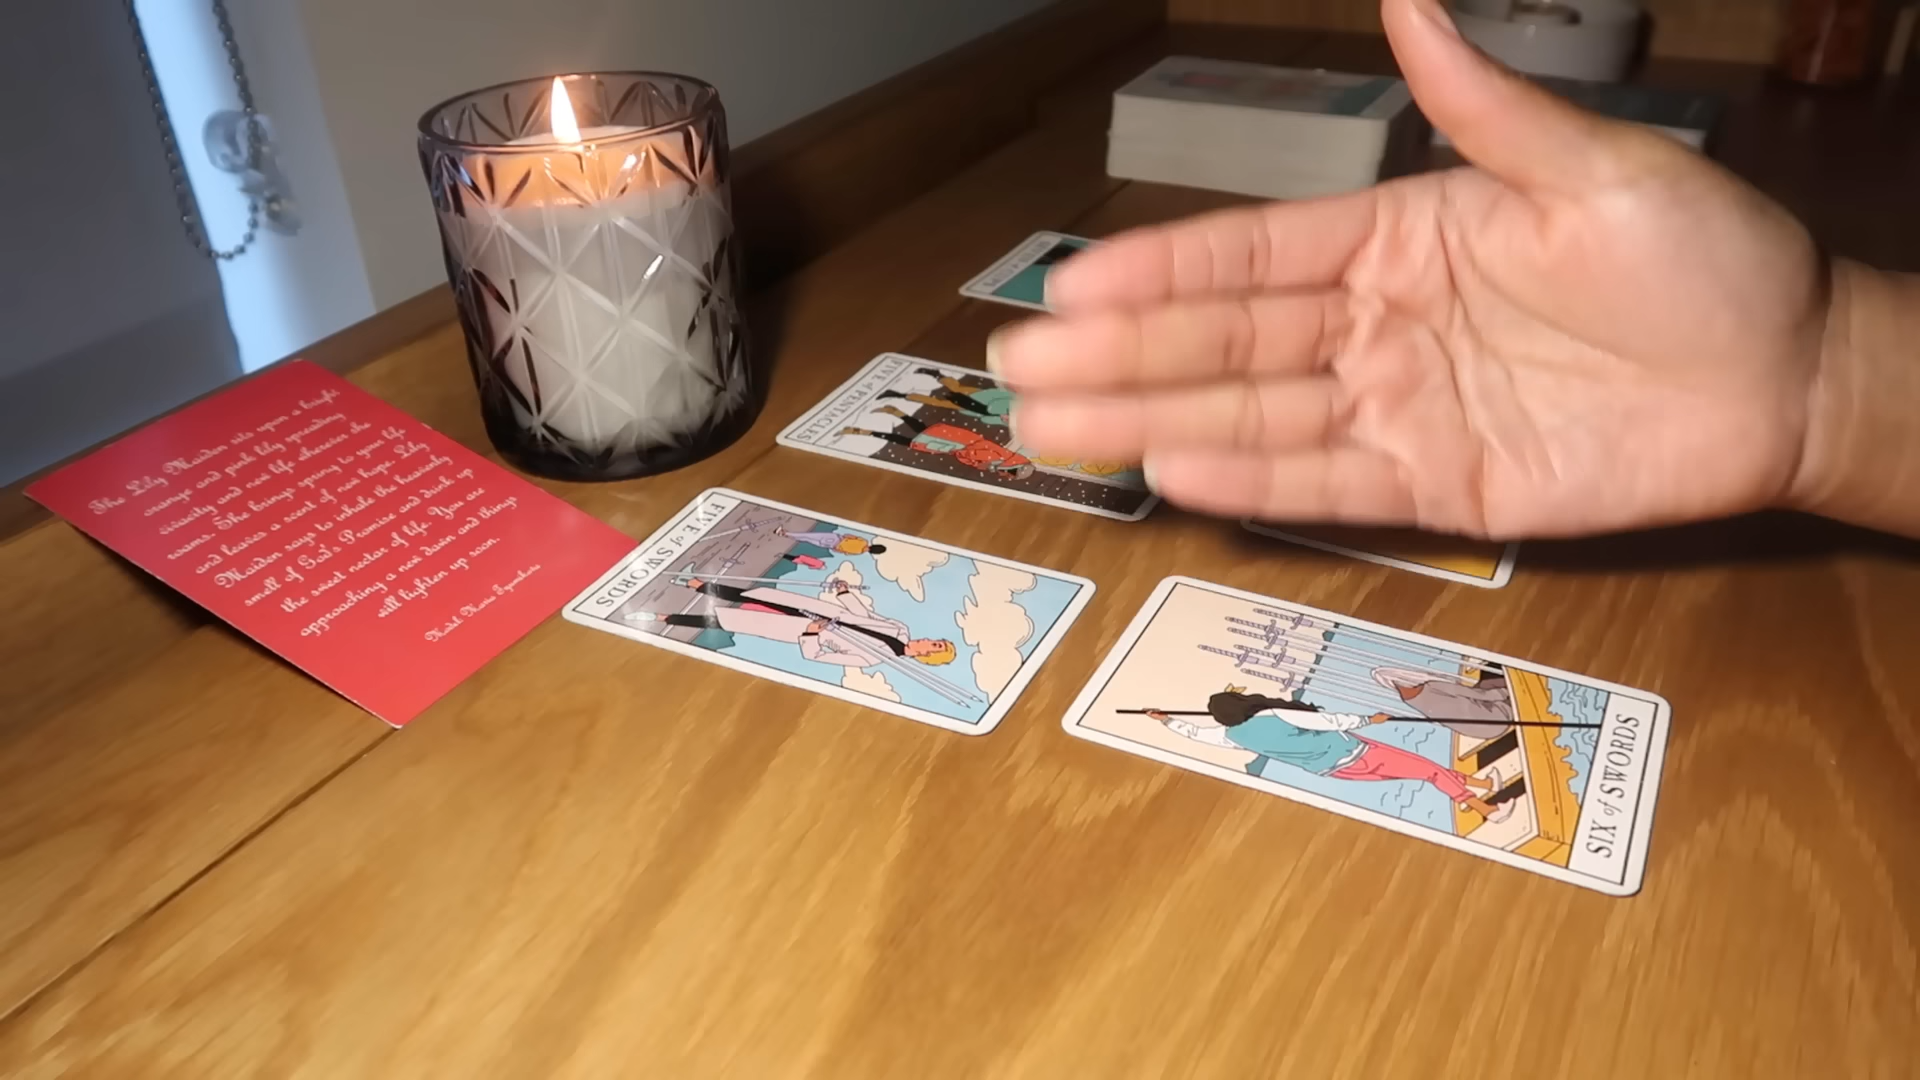 The Lily Maiden sits upon a bright
orange and pink lily spreading
vivacity and new life wherever she
roams. She brings spring to your life
and leaves a scent of new hope. Lily
Maiden says to inhale the heavenly
smell of God's Promise and drink up
the sweet nectar of life. You are
approaching a new dawn and things
will lighten up soon.
FIVE of PENTACLES
FIVE of SWORDS
SIX of SWORDS